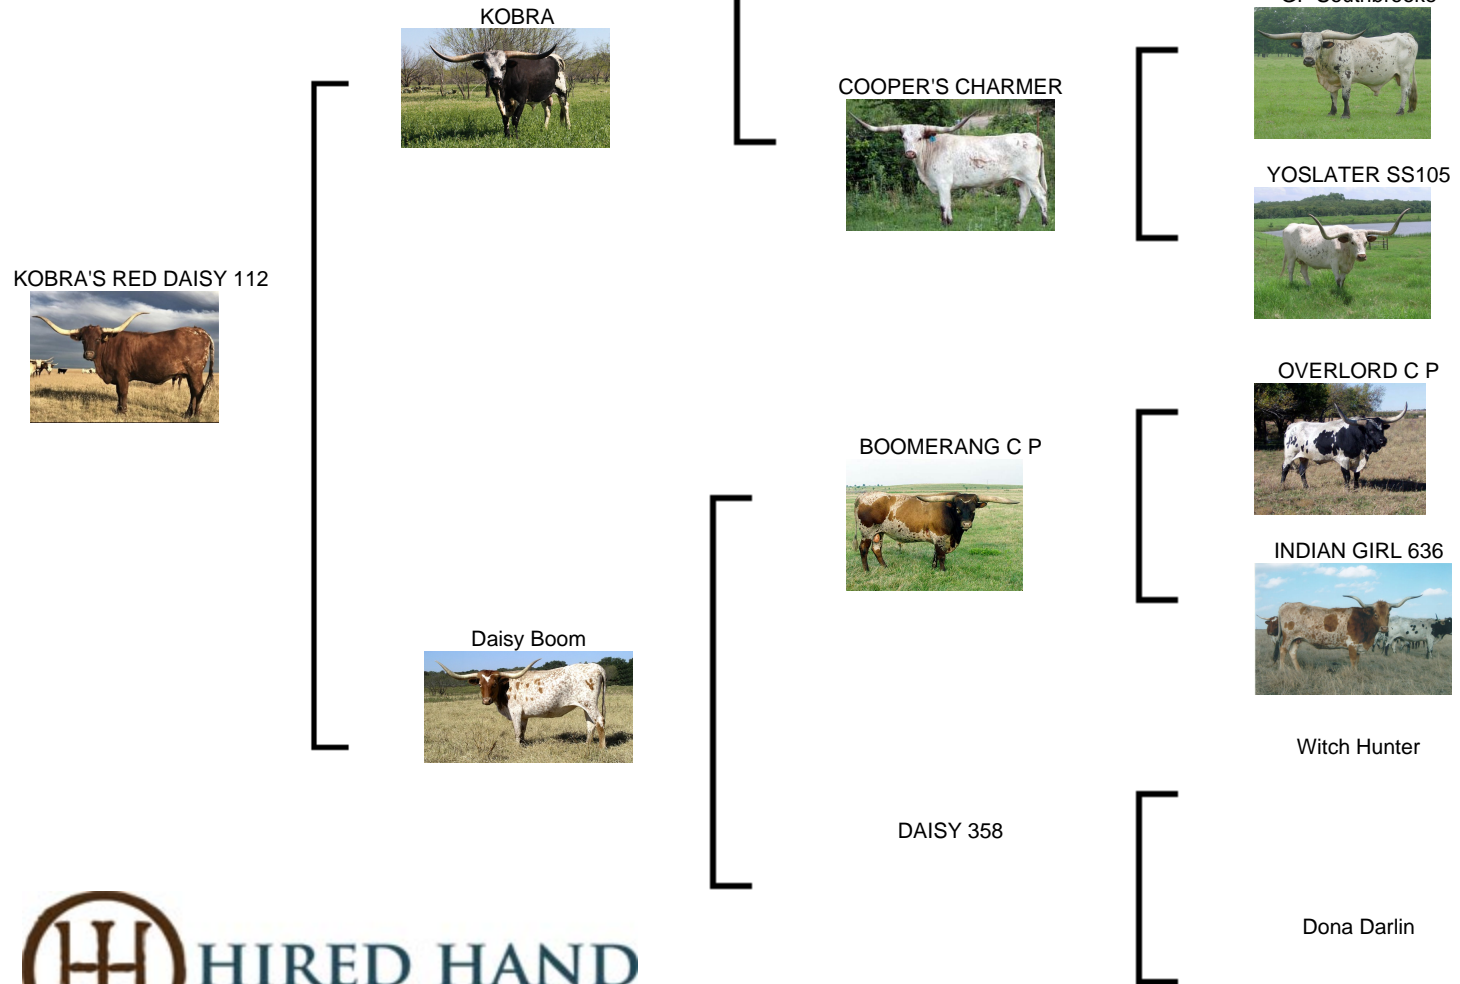 KOBRA
COOPER'S CHARMER
YOSLATER SS105
KOBRA'S RED DAISY 112
OVERLORD C P
BOOMERANG C P
INDIAN GIRL 636
Daisy Boom
Witch Hunter
DAISY 358
Dona Darlin
HIRED HAND